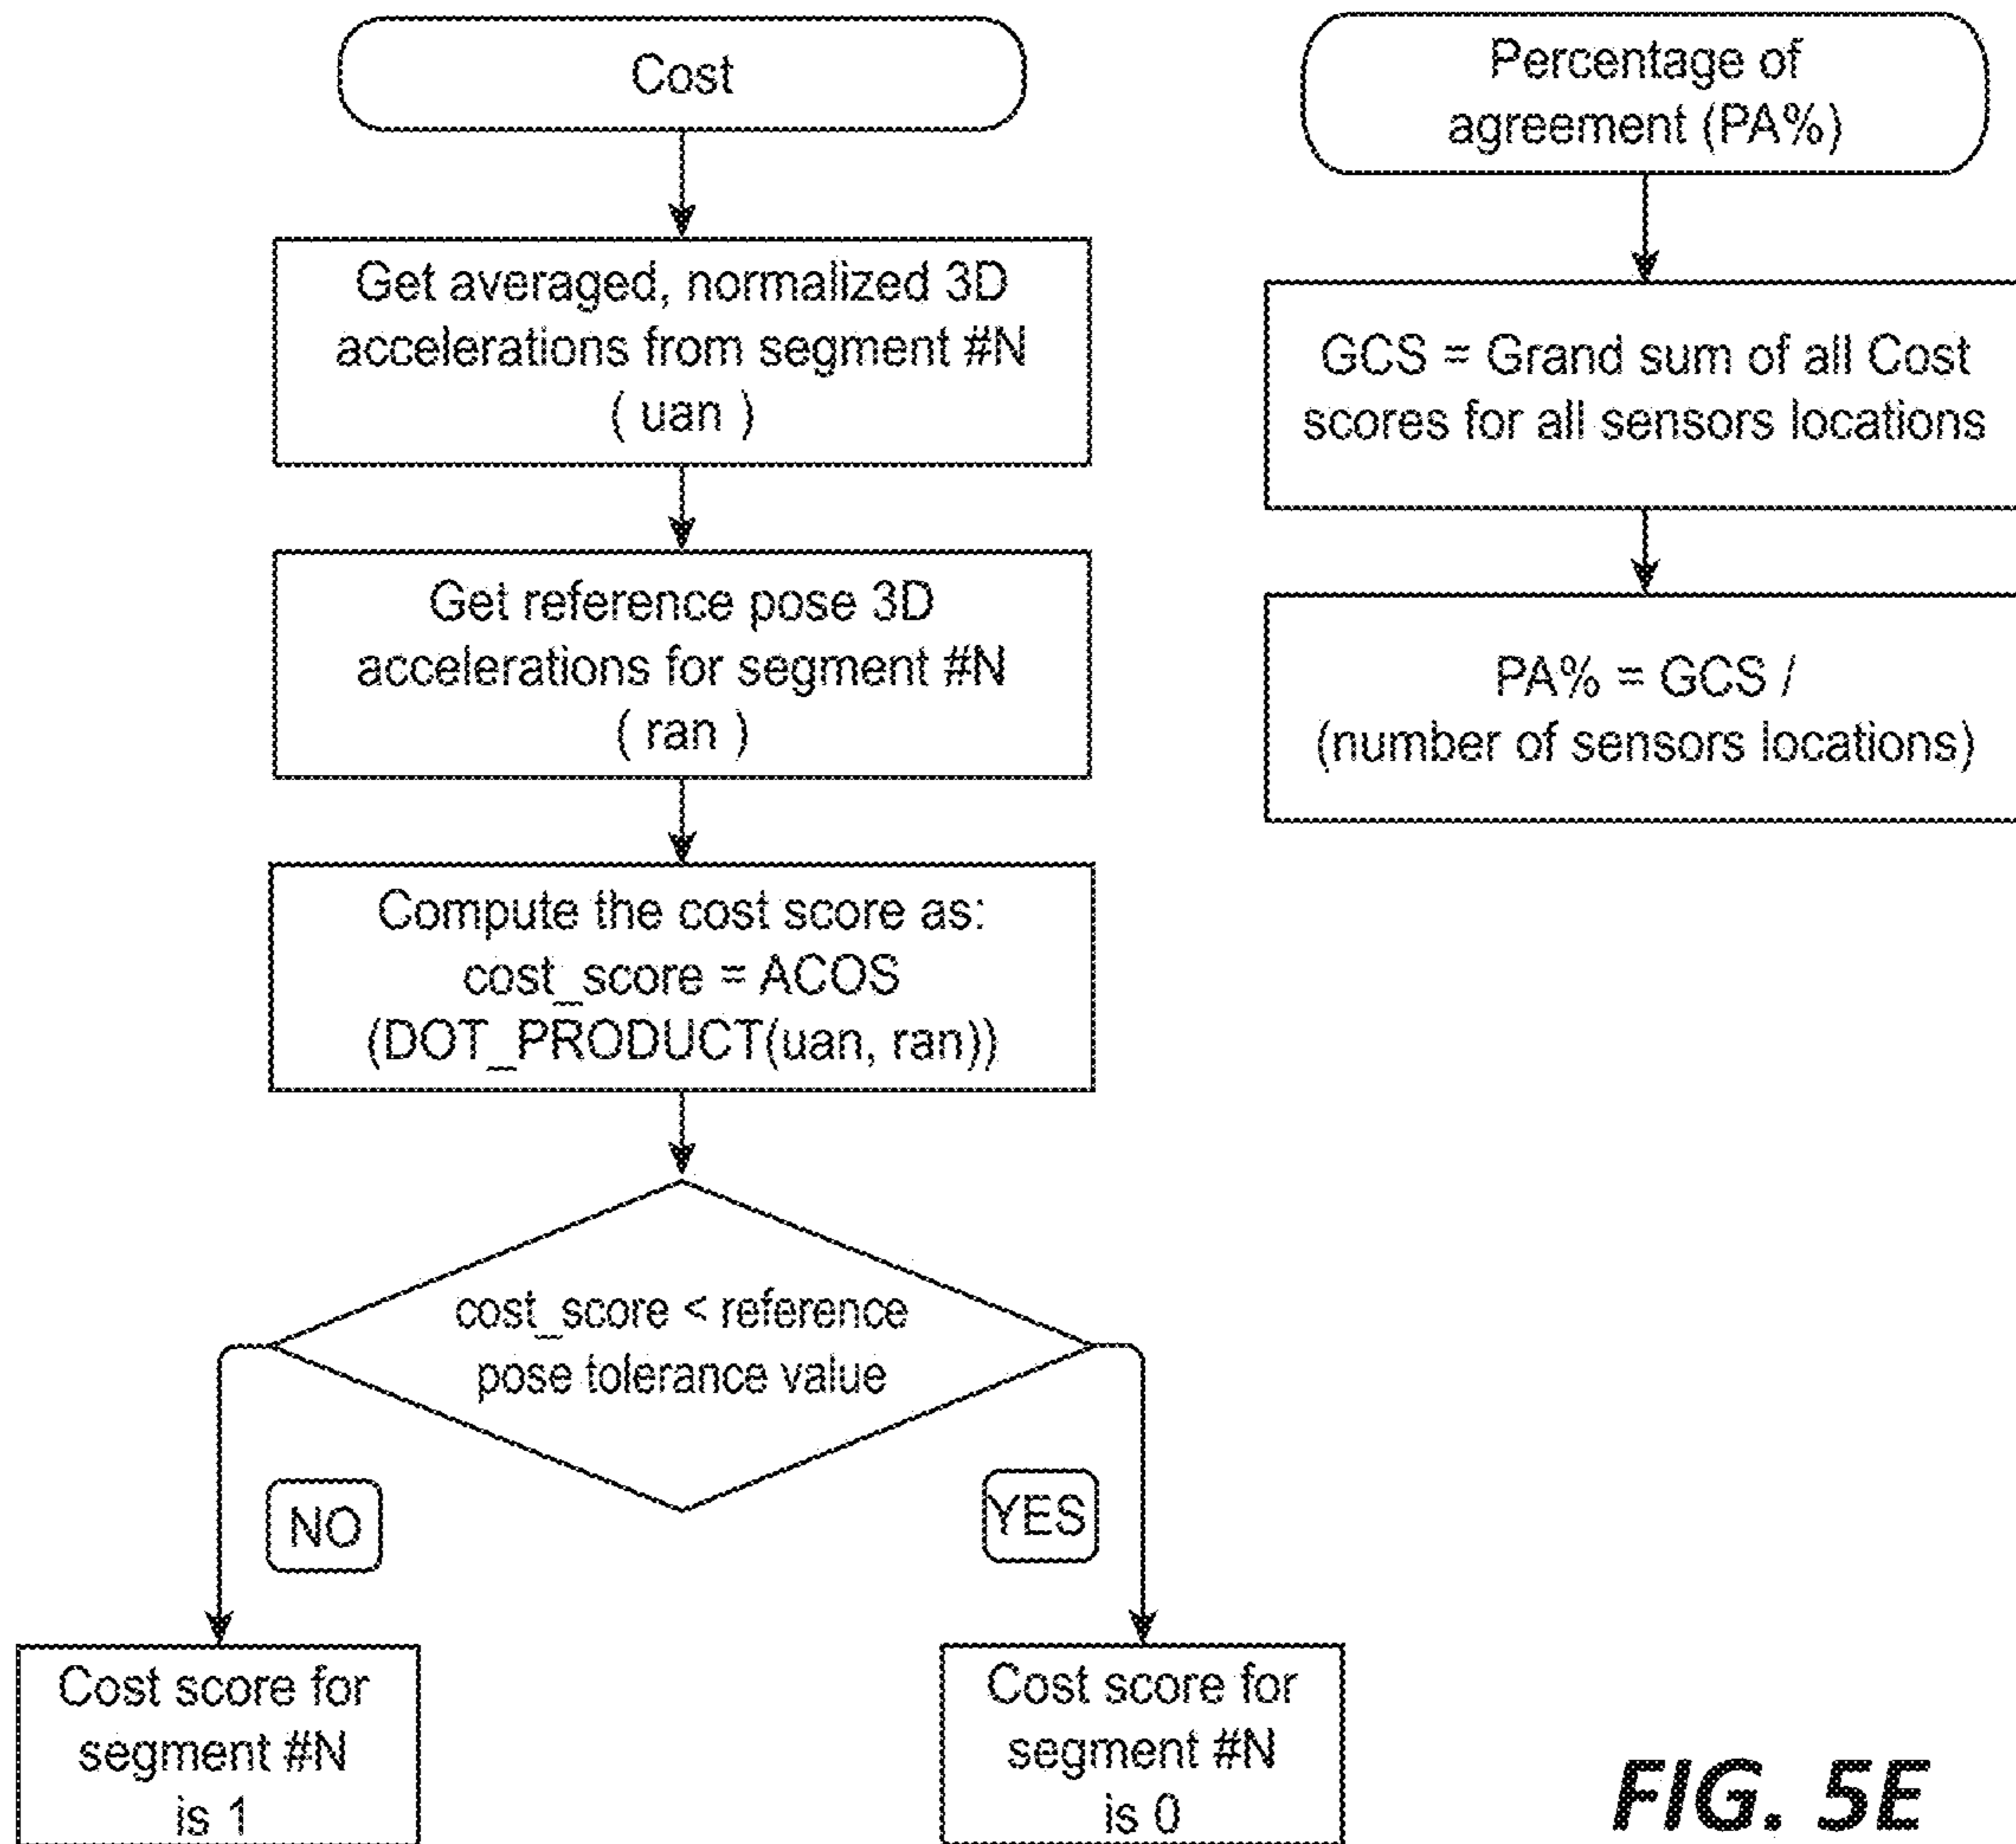 Cost
Get averaged, normalized 3D
accelerations from segment #N
( uan )
Get reference pose 3D
accelerations for segment #N
( ran )
Compute the cost score as:
cost_score = ACOS
(DOT_PRODUCT(uan, ran))
cost_score < reference
pose tolerance value
NO
YES
Cost score for
segment #N
is 1
Cost score for
segment #N
is 0
Percentage of
agreement (PA%)
GCS = Grand sum of all Cost
scores for all sensors locations
PA% = GCS /
(number of sensors locations)
FIG. 5E